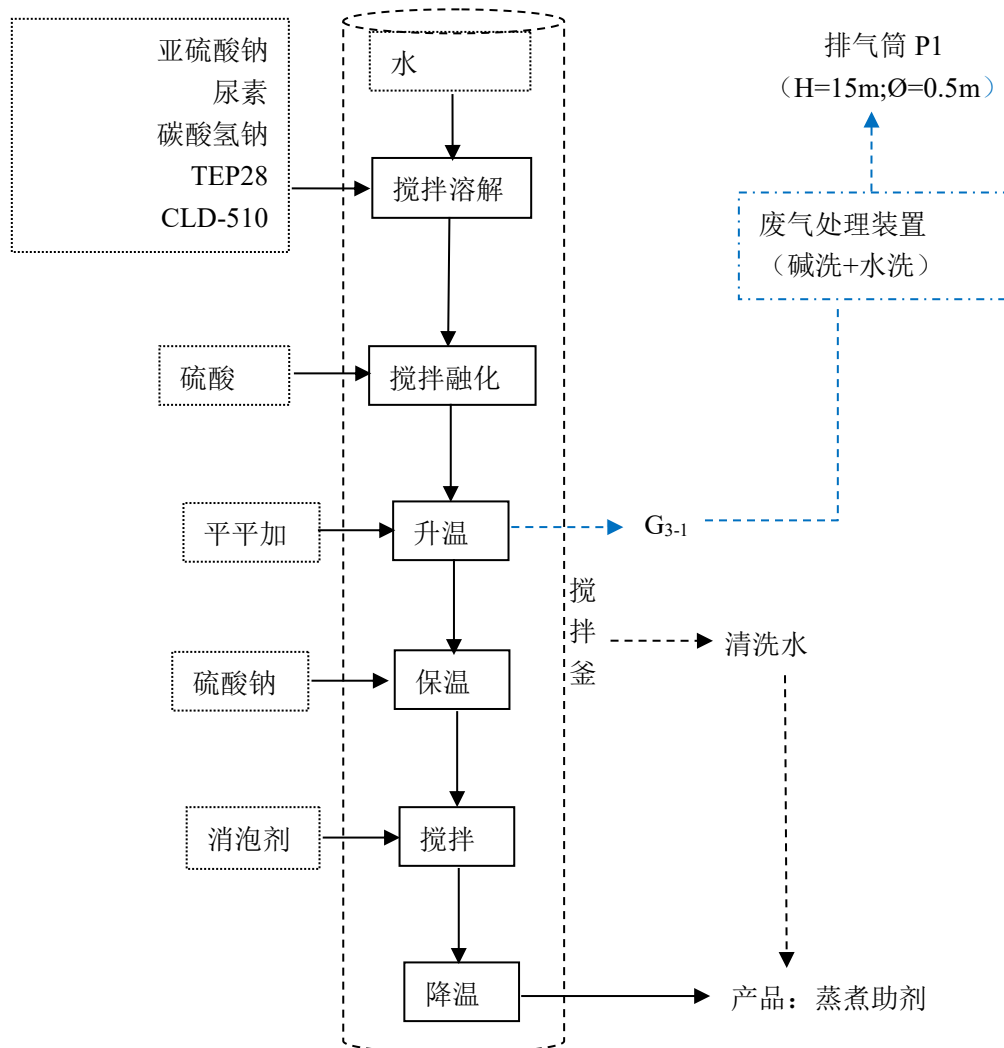 亚硫酸钠
尿素
碳酸氢钠
TEP28
CLD-510
水
排气筒 P1
（H=15m;Ø=0.5m）
搅拌溶解
废气处理装置
（碱洗+水洗）
硫酸
搅拌融化
平平加
升温
G3-1
搅
拌
釜
清洗水
硫酸钠
保温
消泡剂
搅拌
降温
产品：蒸煮助剂